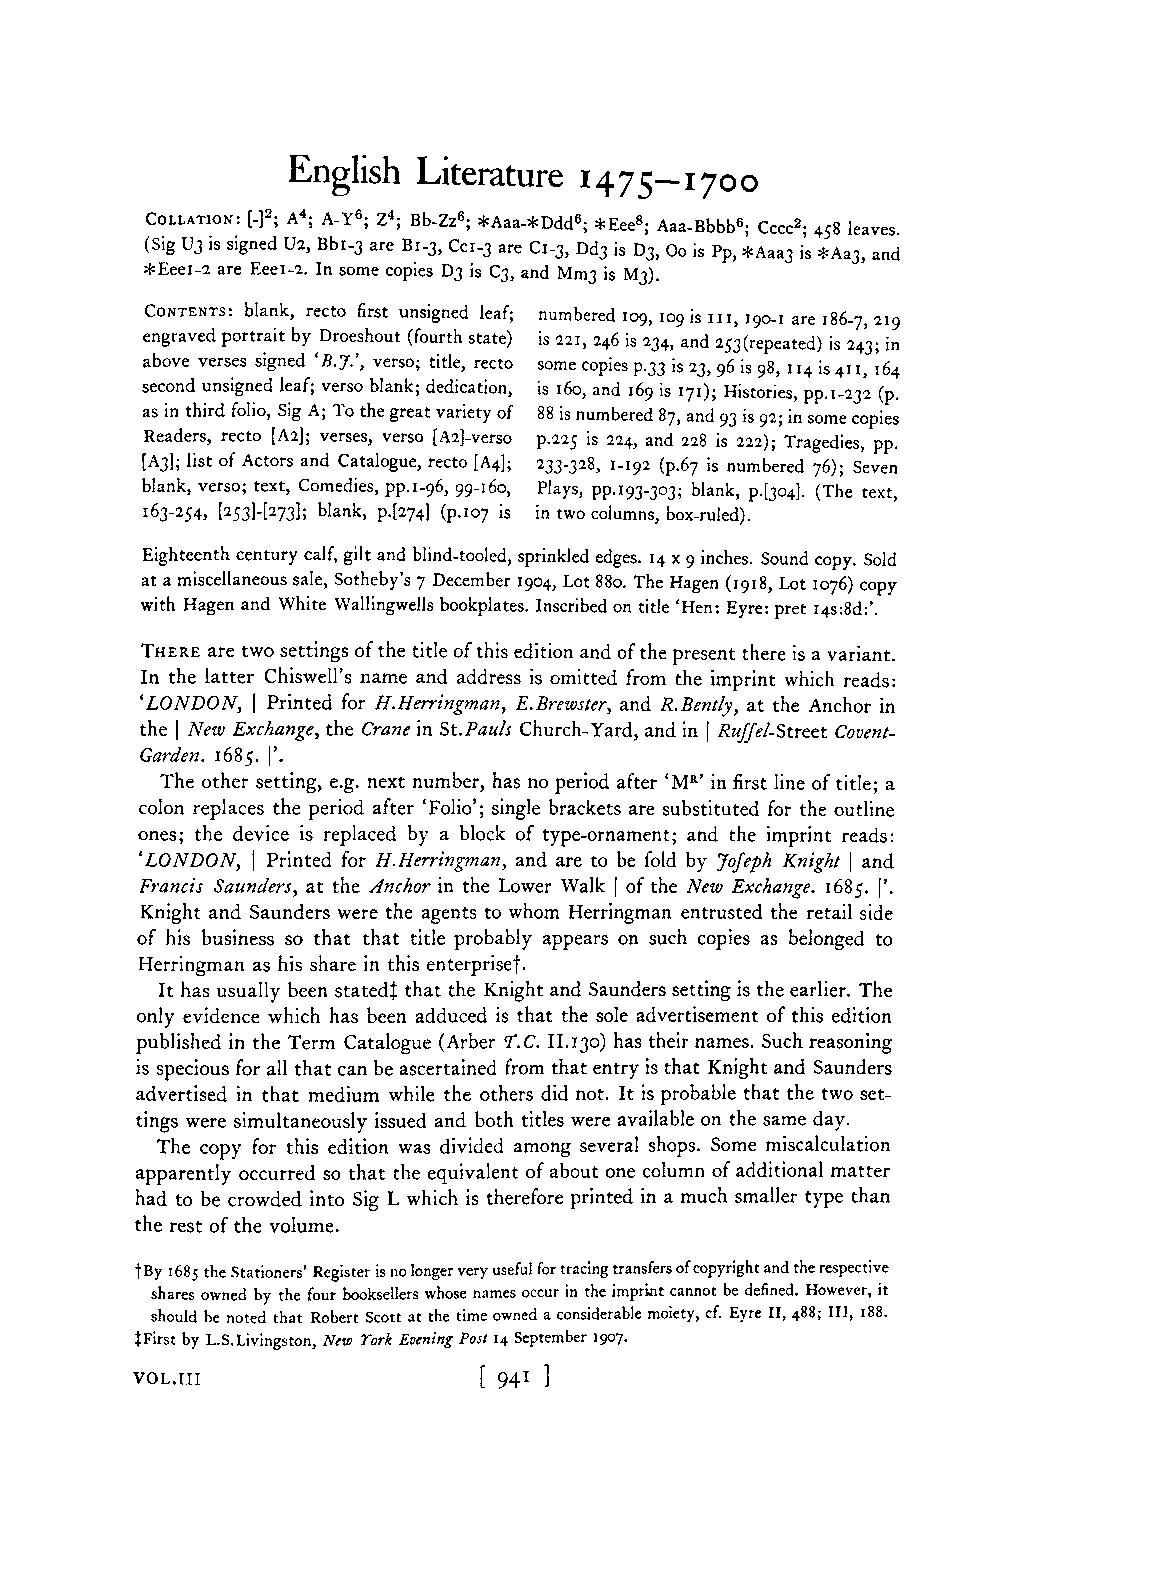 English Literature 1475—1700
COLLATION: [-]²; A⁴; A-Y⁶; Z⁴; Bb-Zz⁶; *Aaa-*Ddd⁶; *Eee⁸; Aaa-Bbbb⁶; Cccc²; 458 leaves.
(Sig U3 is signed U2, Bb1-3 are B1-3, Cc1-3 are C1-3, Dd3 is D3, Oo is Pp, *Aaa3 is *Aa3, and
*Eee1-2 are Eee1-2. In some copies D3 is C3, and Mm3 is M3).
CONTENTS: blank, recto first unsigned leaf;
engraved portrait by Droeshout (fourth state)
above verses signed ‘B.J.’, verso; title, recto
second unsigned leaf; verso blank; dedication,
as in third folio, Sig A; To the great variety of
Readers, recto [A2]; verses, verso [A2]-verso
[A3]; list of Actors and Catalogue, recto [A4];
blank, verso; text, Comedies, pp.1-96, 99-160,
163-254, [253]-[273]; blank, p.[274] (p.107 is
numbered 109, 109 is 111, 190-1 are 186-7, 219
is 221, 246 is 234, and 253(repeated) is 243; in
some copies p.33 is 23, 96 is 98, 114 is 411, 164
is 160, and 169 is 171); Histories, pp.1-232 (p.
88 is numbered 87, and 93 is 92; in some copies
p.225 is 224, and 228 is 222); Tragedies, pp.
233-328, 1-192 (p.67 is numbered 76); Seven
Plays, pp.193-303; blank, p.[304]. (The text,
in two columns, box-ruled).
Eighteenth century calf, gilt and blind-tooled, sprinkled edges. 14 x 9 inches. Sound copy. Sold
at a miscellaneous sale, Sotheby's 7 December 1904, Lot 880. The Hagen (1918, Lot 1076) copy
with Hagen and White Wallingwells bookplates. Inscribed on title ‘Hen: Eyre: pret 14s:8d:’.
THERE are two settings of the title of this edition and of the present there is a variant.
In the latter Chiswell's name and address is omitted from the imprint which reads:
‘LONDON, | Printed for H.Herringman, E.Brewster, and R.Bently, at the Anchor in
the | New Exchange, the Crane in St.Pauls Church-Yard, and in | Ruſſel-Street Covent-
Garden. 1685. |’.
The other setting, e.g. next number, has no period after ‘Mᴿ’ in first line of title; a
colon replaces the period after ‘Folio’; single brackets are substituted for the outline
ones; the device is replaced by a block of type-ornament; and the imprint reads:
‘LONDON, | Printed for H.Herringman, and are to be ſold by Joſeph Knight | and
Francis Saunders, at the Anchor in the Lower Walk | of the New Exchange. 1685. |’.
Knight and Saunders were the agents to whom Herringman entrusted the retail side
of his business so that that title probably appears on such copies as belonged to
Herringman as his share in this enterprise†.
It has usually been stated‡ that the Knight and Saunders setting is the earlier. The
only evidence which has been adduced is that the sole advertisement of this edition
published in the Term Catalogue (Arber T.C. II.130) has their names. Such reasoning
is specious for all that can be ascertained from that entry is that Knight and Saunders
advertised in that medium while the others did not. It is probable that the two set-
tings were simultaneously issued and both titles were available on the same day.
The copy for this edition was divided among several shops. Some miscalculation
apparently occurred so that the equivalent of about one column of additional matter
had to be crowded into Sig L which is therefore printed in a much smaller type than
the rest of the volume.
†By 1685 the Stationers' Register is no longer very useful for tracing transfers of copyright and the respective
shares owned by the four booksellers whose names occur in the imprint cannot be defined. However, it
should be noted that Robert Scott at the time owned a considerable moiety, cf. Eyre II, 488; III, 188.
‡First by L.S.Livingston, New York Evening Post 14 September 1907.
VOL.III [ 941 ]